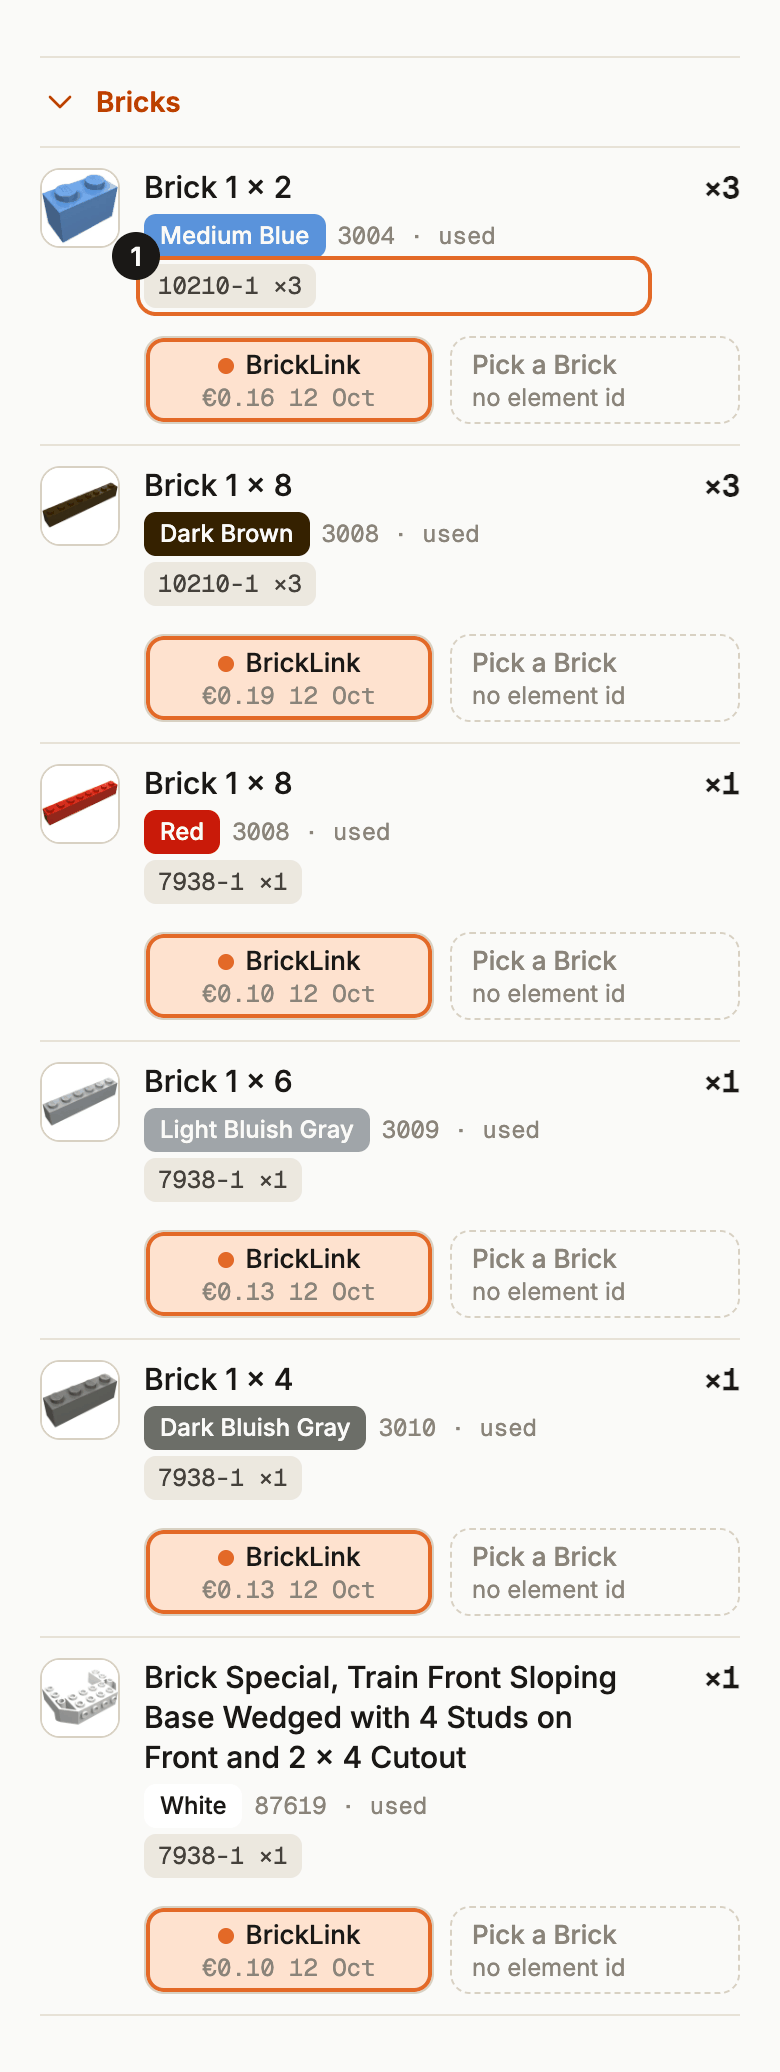 Bricks
Brick 1 × 2
×3
Medium Blue 3004 · used
1
10210-1 ×3
BrickLink
€0.16 12 Oct
Pick a Brick
no element id
Brick 1 × 8
×3
Dark Brown 3008 · used
10210-1 ×3
BrickLink
€0.19 12 Oct
Pick a Brick
no element id
Brick 1 × 8
×1
Red 3008 · used
7938-1 ×1
BrickLink
€0.10 12 Oct
Pick a Brick
no element id
Brick 1 × 6
×1
Light Bluish Gray 3009 · used
7938-1 ×1
BrickLink
€0.13 12 Oct
Pick a Brick
no element id
Brick 1 × 4
×1
Dark Bluish Gray 3010 · used
7938-1 ×1
BrickLink
€0.13 12 Oct
Pick a Brick
no element id
Brick Special, Train Front Sloping
×1
Base Wedged with 4 Studs on
Front and 2 × 4 Cutout
White 87619 · used
7938-1 ×1
BrickLink
€0.10 12 Oct
Pick a Brick
no element id